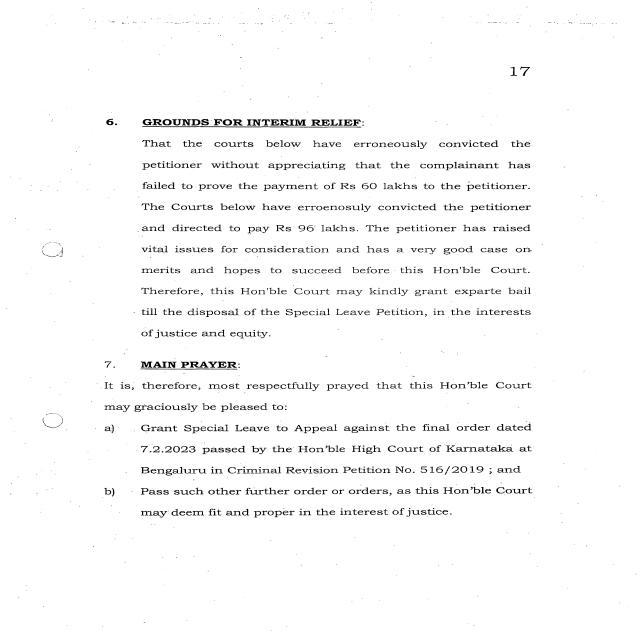 17
6. GROUNDS FOR INTERIM RELIEF:
That the courts below have erroneously convicted the
petitioner without appreciating that the complainant has
failed to prove the payment of Rs 60 lakhs to the petitioner.
The Courts below have erroenosuly convicted the petitioner
and directed to pay Rs 96 lakhs. The petitioner has raised
vital issues for consideration and has a very good case on
merits and hopes to succeed before this Hon'ble Court.
Therefore, this Hon'ble Court may kindly grant exparte bail
till the disposal of the Special Leave Petition, in the interests
of justice and equity.
7. MAIN PRAYER:
It is, therefore, most respectfully prayed that this Hon'ble Court
may graciously be pleased to:
a) Grant Special Leave to Appeal against the final order dated
7.2.2023 passed by the Hon'ble High Court of Karnataka at
Bengaluru in Criminal Revision Petition No. 516/2019 ; and
b) Pass such other further order or orders, as this Hon'ble Court
may deem fit and proper in the interest of justice.